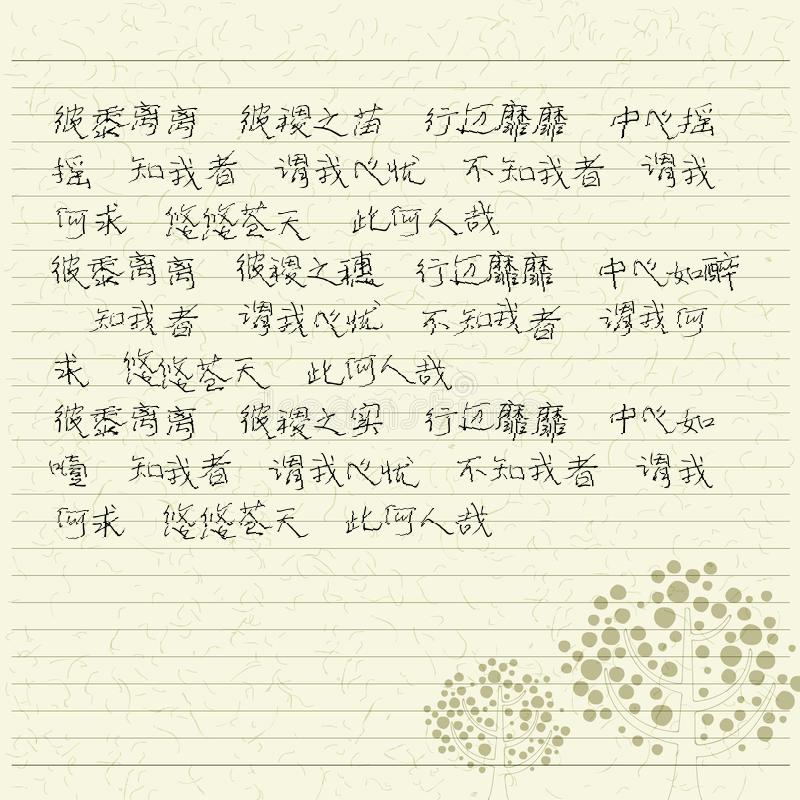 彼黍离离 彼稷之苗 行迈靡靡 中心摇
摇 知我者 谓我心忧 不知我者 谓我
何求 悠悠苍天 此何人哉
彼黍离离 彼稷之穗 行迈靡靡 中心如醉
知我者 谓我心忧 不知我者 谓我何
求 悠悠苍天 此何人哉
彼黍离离 彼稷之实 行迈靡靡 中心如
噎 知我者 谓我心忧 不知我者 谓我
何求 悠悠苍天 此何人哉